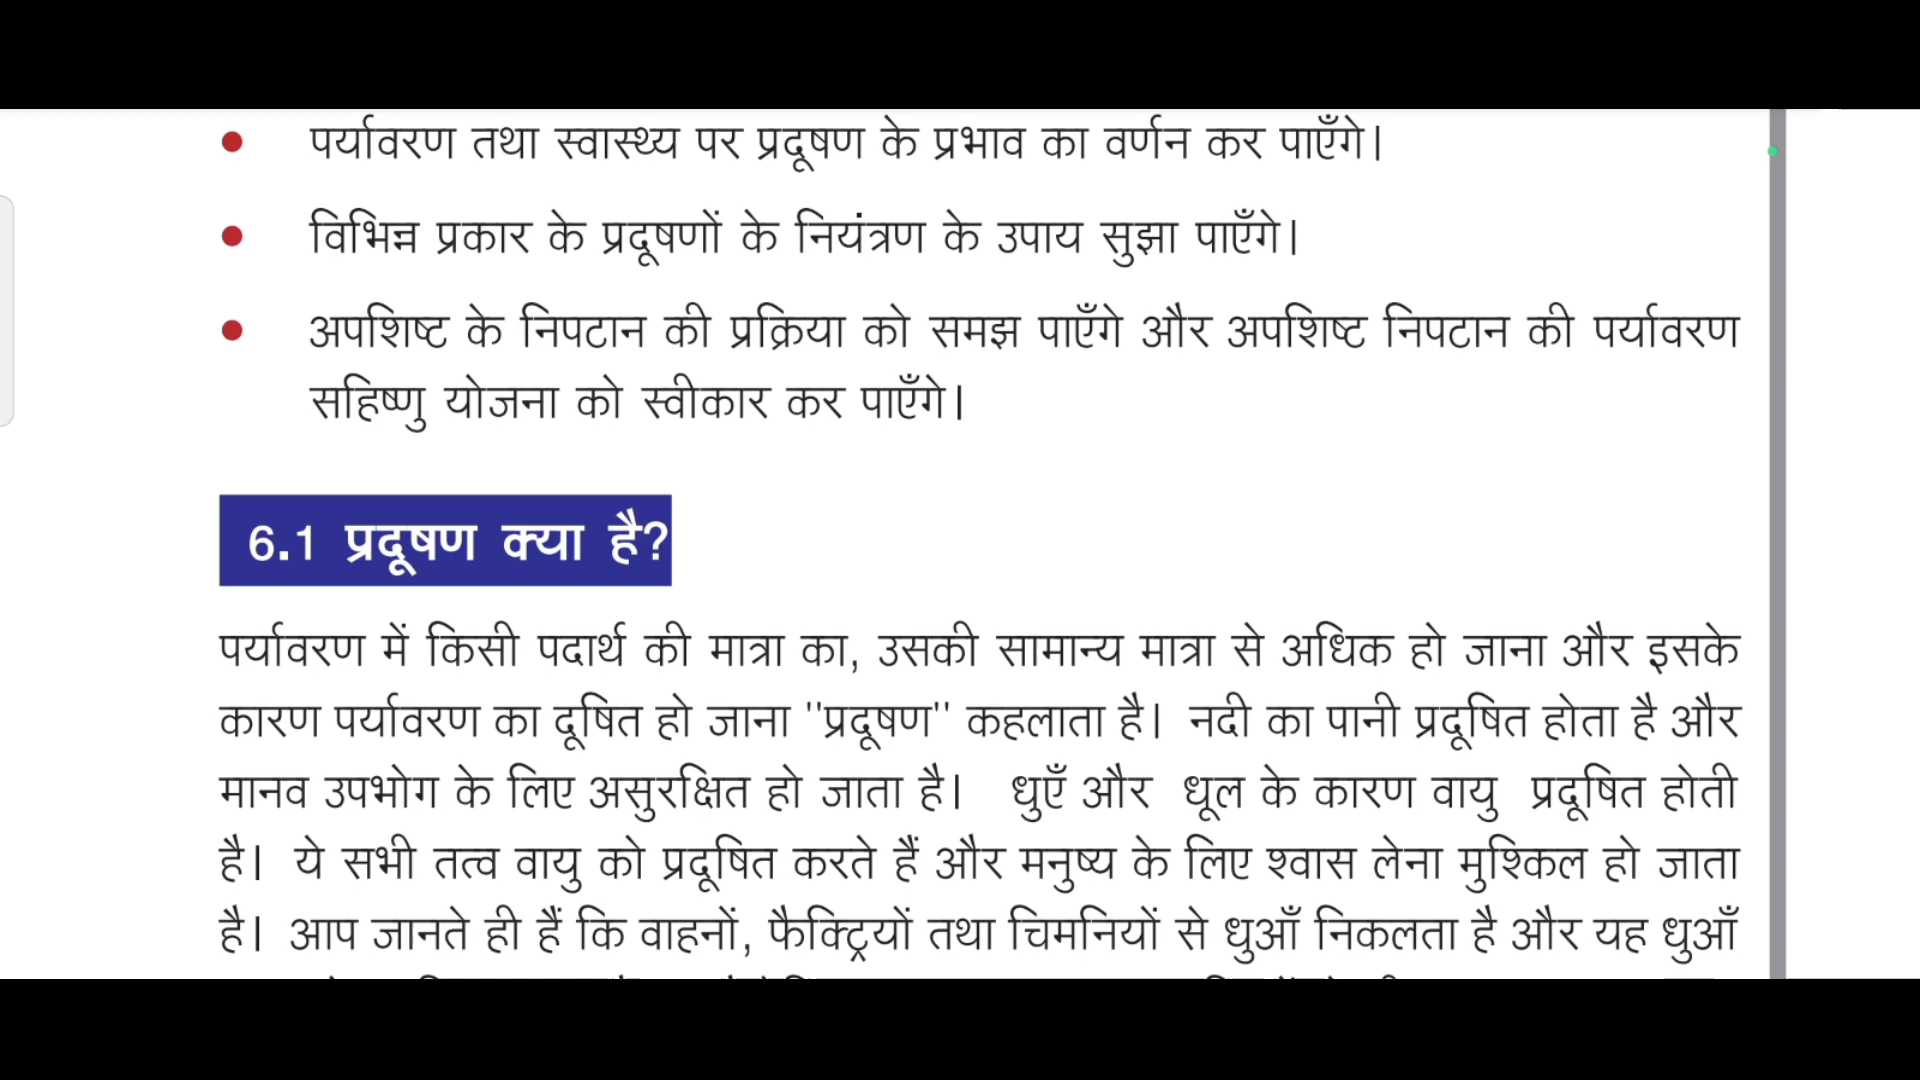 पर्यावरण तथा स्वास्थ्य पर प्रदूषण के प्रभाव का वर्णन कर पाएँगे।
विभिन्न प्रकार के प्रदूषणों के नियंत्रण के उपाय सुझा पाएँगे।
अपशिष्ट के निपटान की प्रक्रिया को समझ पाएँगे और अपशिष्ट निपटान की पर्यावरण
सहिष्णु योजना को स्वीकार कर पाएँगे।
6.1 प्रदूषण क्या है?
पर्यावरण में किसी पदार्थ की मात्रा का, उसकी सामान्य मात्रा से अधिक हो जाना और इसके
कारण पर्यावरण का दूषित हो जाना "प्रदूषण" कहलाता है। नदी का पानी प्रदूषित होता है और
मानव उपभोग के लिए असुरक्षित हो जाता है। धुएँ और धूल के कारण वायु प्रदूषित होती
है। ये सभी तत्व वायु को प्रदूषित करते हैं और मनुष्य के लिए श्वास लेना मुश्किल हो जाता
है। आप जानते ही हैं कि वाहनों, फैक्ट्रियों तथा चिमनियों से धुआँ निकलता है और यह धुआँ